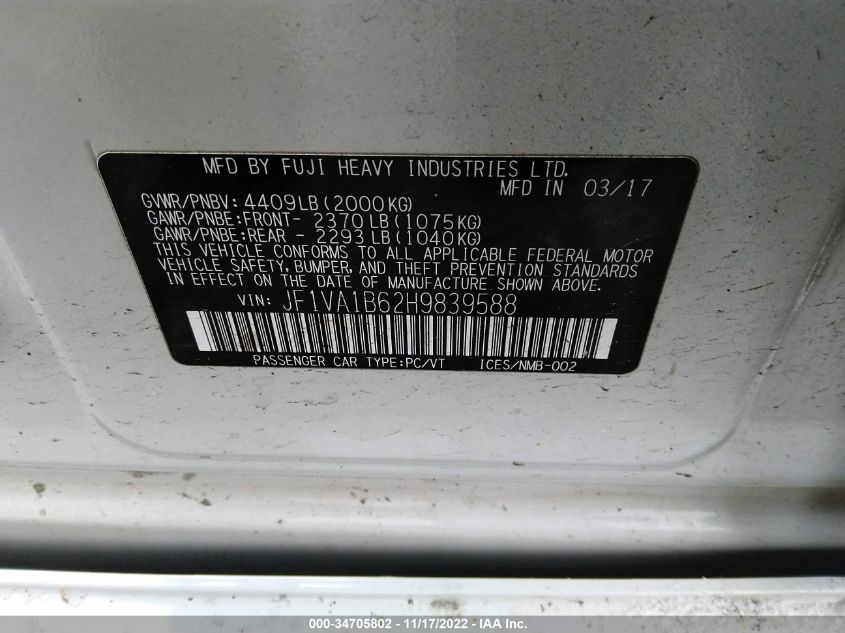 MFD BY FUJI HEAVY INDUSTRIES LTD.
MFD IN 03/17
GVWR/PNBV: 4409LB(2000KG)
GAWR/PNBE:FRONT- 2370LB(1075KG)
GAWR/PNBE:REAR - 2293LB(1040KG)
THIS VEHICLE CONFORMS TO ALL APPLICABLE FEDERAL MOTOR
VEHICLE SAFETY, BUMPER, AND THEFT PREVENTION STANDARDS
IN EFFECT ON THE DATE OF MANUFACTURE SHOWN ABOVE.
VIN: JF1VA1B62H9839588
PASSENGER CAR TYPE:PC/VT ICES/NMB-002
000-34705802 - 11/17/2022 - IAA Inc.